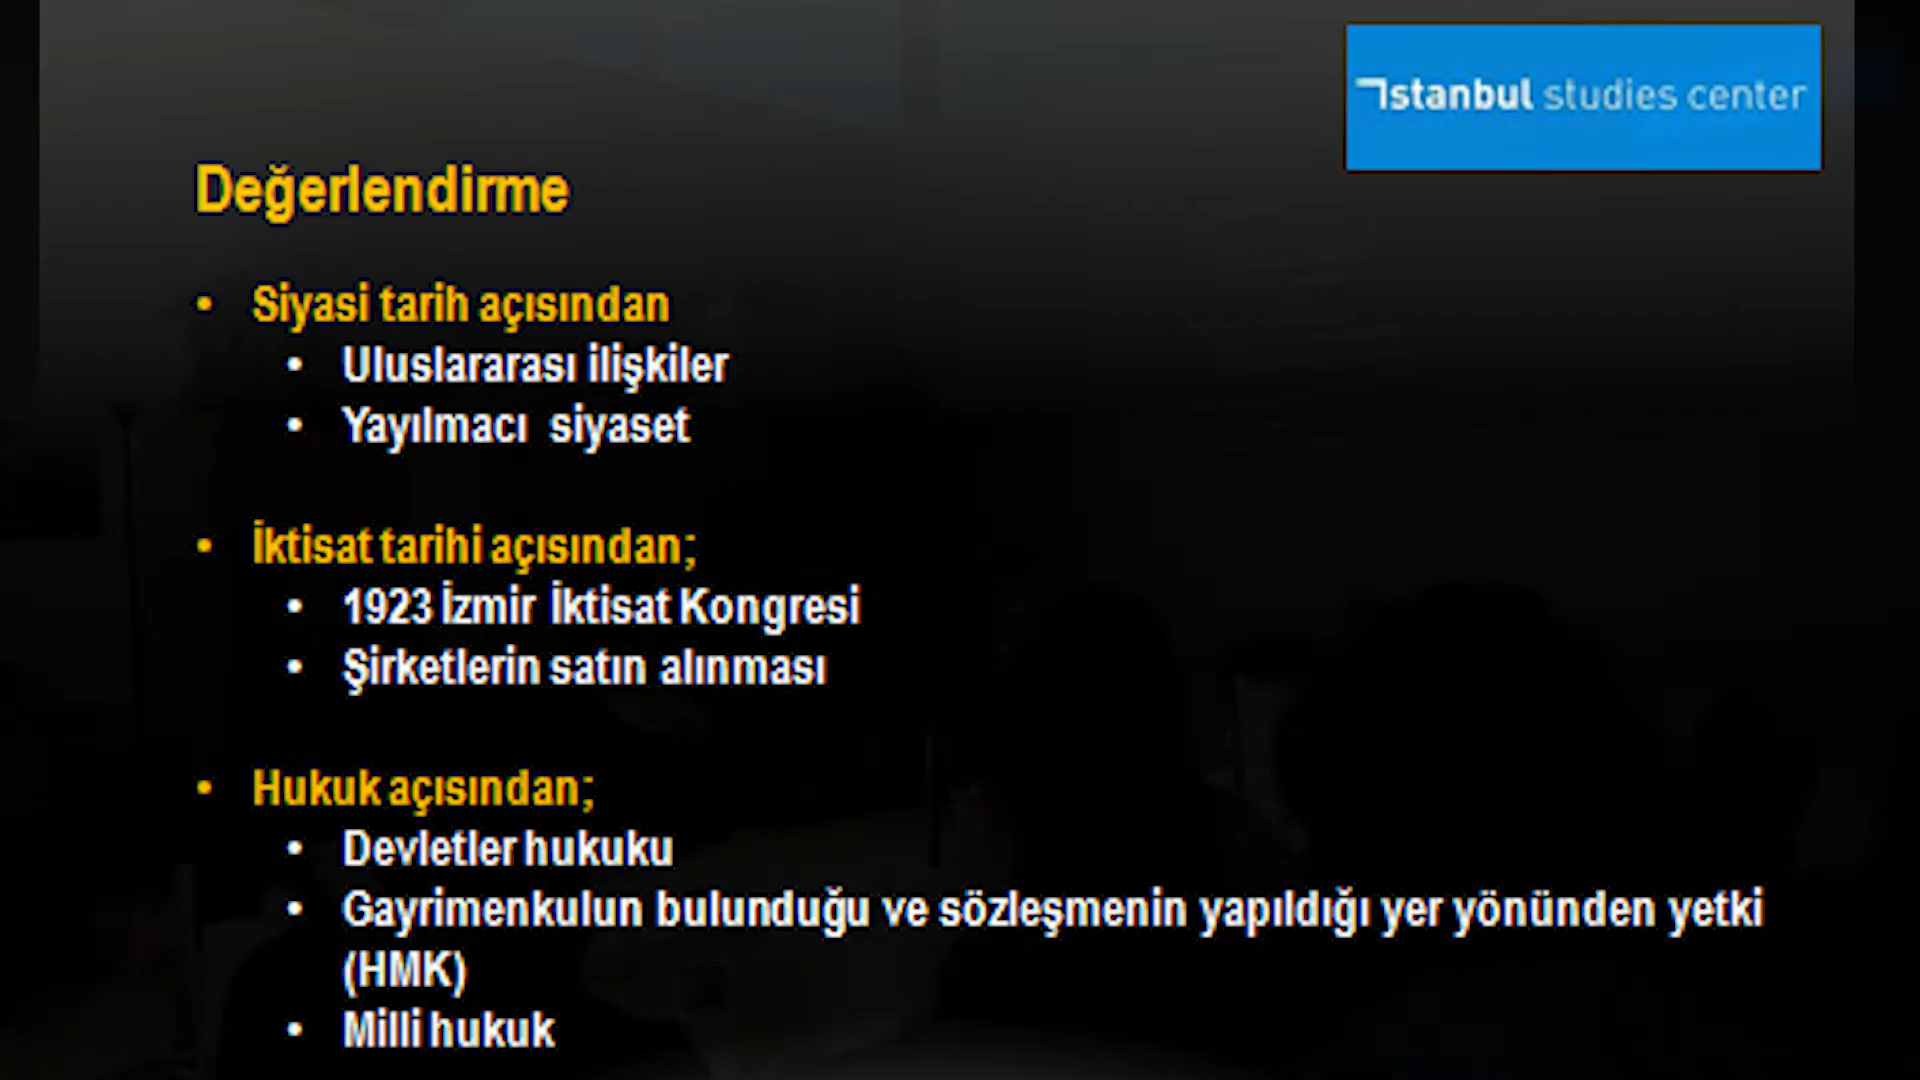 istanbul studies center
Değerlendirme
• Siyasi tarih açısından
• Uluslararası ilişkiler
• Yayılmacı siyaset
• İktisat tarihi açısından;
• 1923 İzmir İktisat Kongresi
• Şirketlerin satın alınması
• Hukuk açısından;
• Devletler hukuku
• Gayrimenkulun bulunduğu ve sözleşmenin yapıldığı yer yönünden yetki
(HMK)
• Milli hukuk